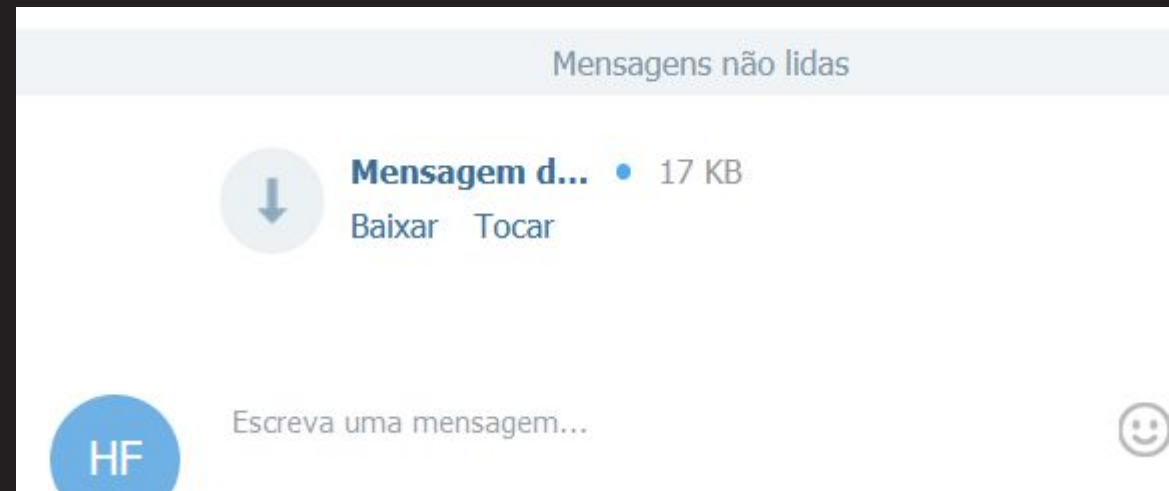 Mensagens não lidas
Mensagem d... • 17 KB
Baixar Tocar
Escreva uma mensagem...
HF